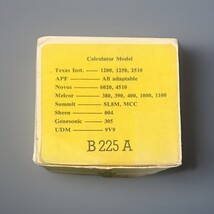 Calculator Model
Texas Inst. ----- 1200, 1250, 2510
APF ----- AB adaptable
Novus ----- 6020, 4510
Melcor ----- 380, 390, 400, 1000, 1100
Summit ----- SL8M, MCC
Sheen ----- 004
Genesonic ----- 305
UDM ----- 9V9
B 225 A